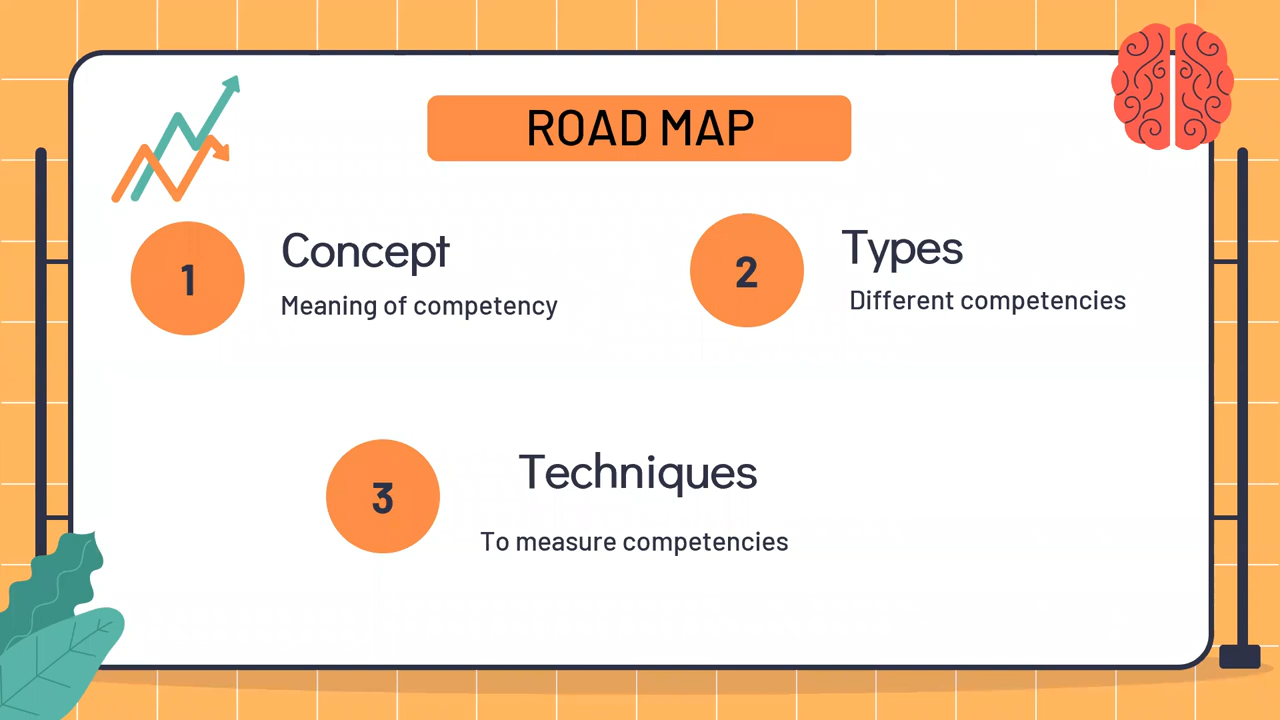 ROAD MAP
1
Concept
Meaning of competency
2
Types
Different competencies
3
Techniques
To measure competencies